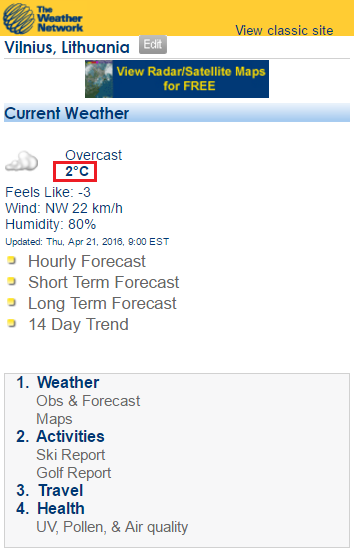 The
Weather
Network
View classic site
Vilnius, Lithuania Edit
View Radar/Satellite Maps
for FREE
Current Weather
Overcast
2°C
Feels Like: -3
Wind: NW 22 km/h
Humidity: 80%
Updated: Thu, Apr 21, 2016, 9:00 EST
Hourly Forecast
Short Term Forecast
Long Term Forecast
14 Day Trend
1. Weather
Obs & Forecast
Maps
2. Activities
Ski Report
Golf Report
3. Travel
4. Health
UV, Pollen, & Air quality